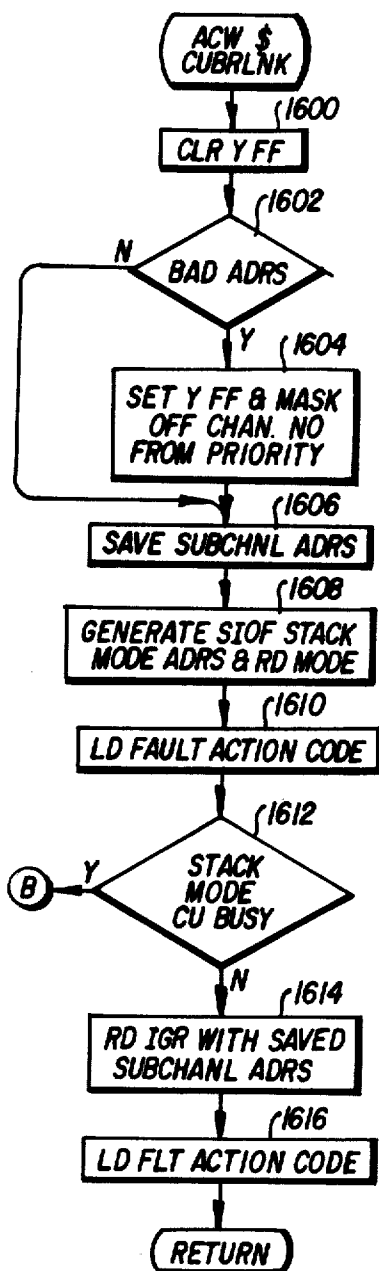 ACW $
CUBRLNK
1600
CLR Y FF
1602
N
BAD ADRS
Y
1604
SET Y FF & MASK
OFF CHAN. NO
FROM PRIORITY
1606
SAVE SUBCHNL ADRS
1608
GENERATE SIOF STACK
MODE ADRS & RD MODE
1610
LD FAULT ACTION CODE
1612
B
Y
STACK
MODE
CU BUSY
N
1614
RD IGR WITH SAVED
SUBCHANL ADRS
1616
LD FLT ACTION CODE
RETURN